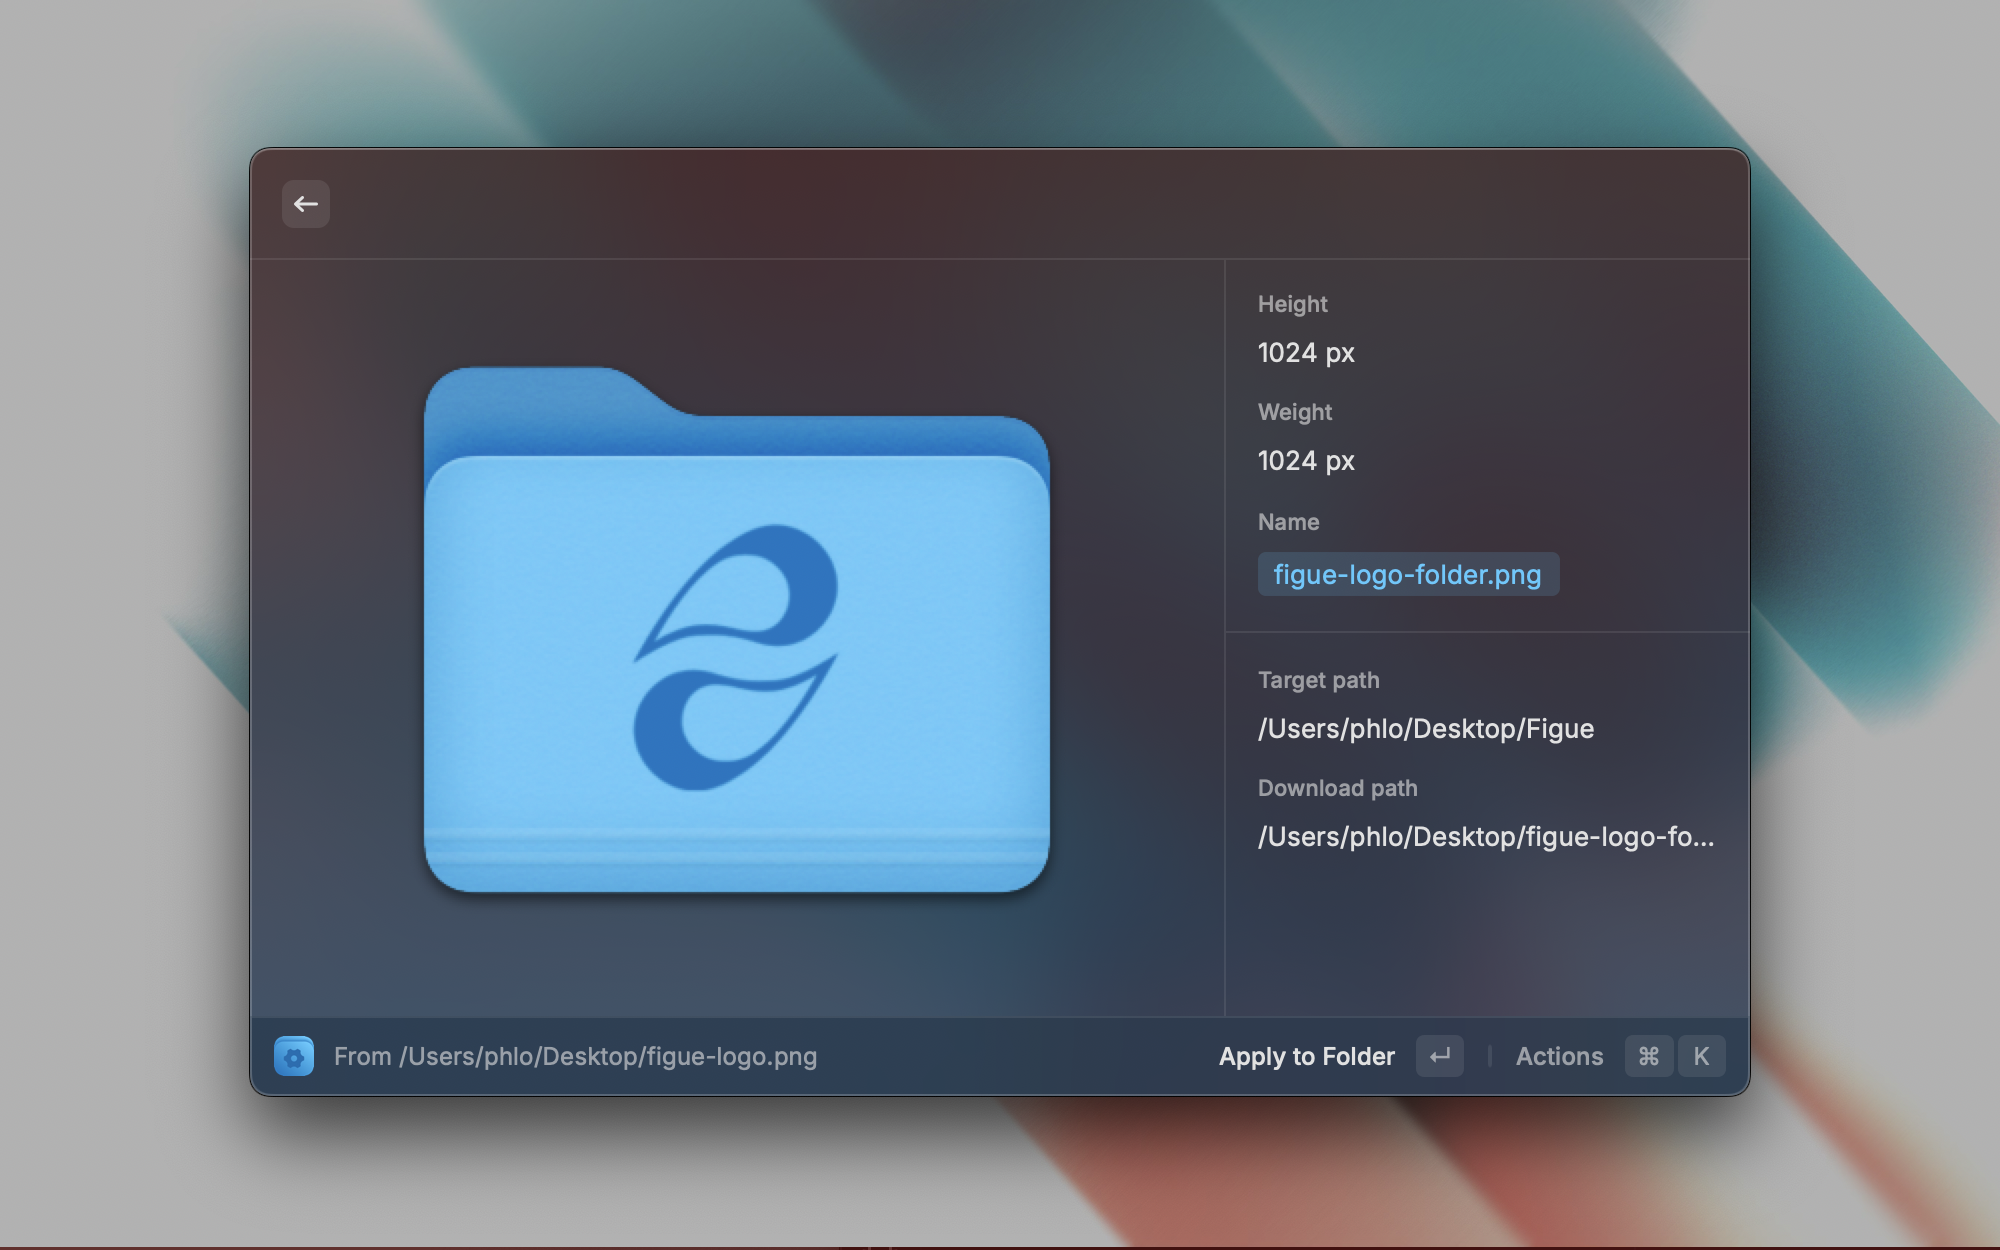 Height
1024 px
Weight
1024 px
Name
figue-logo-folder.png
Target path
/Users/phlo/Desktop/Figue
Download path
/Users/phlo/Desktop/figue-logo-fo...
From /Users/phlo/Desktop/figue-logo.png
Apply to Folder
Actions ⌘ K